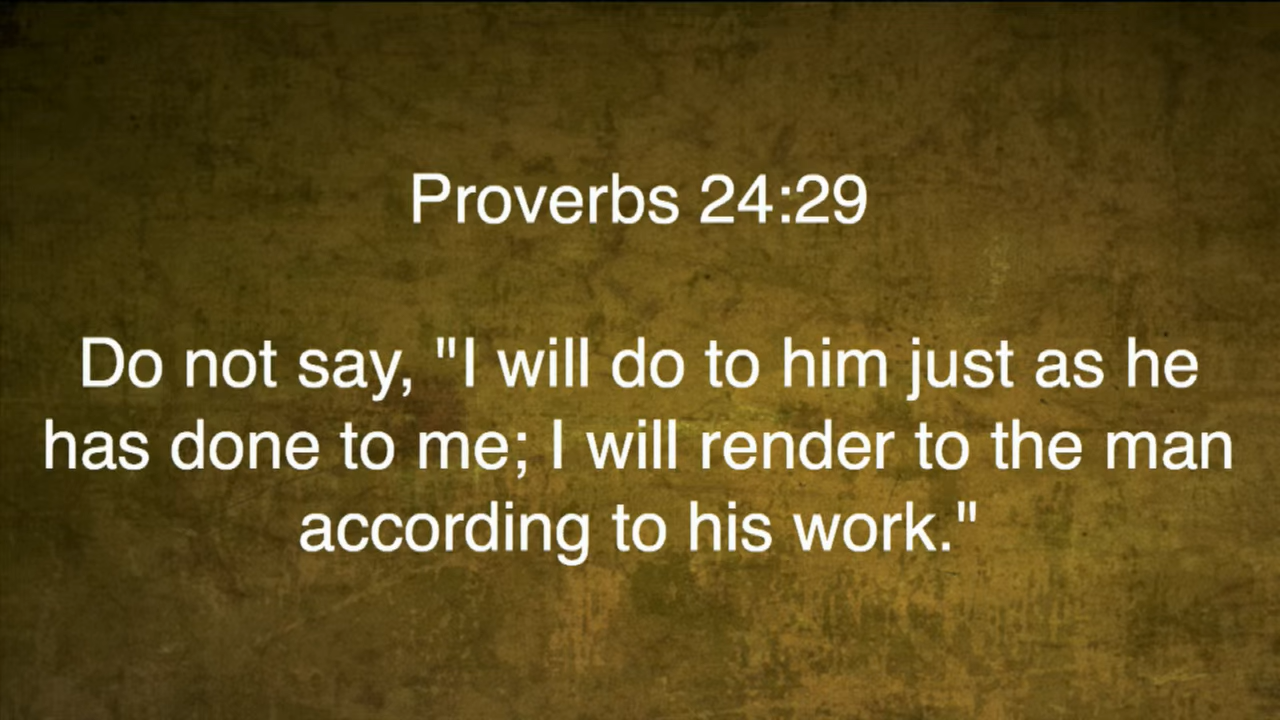 Proverbs 24:29
Do not say, "I will do to him just as he
has done to me; I will render to the man
according to his work."